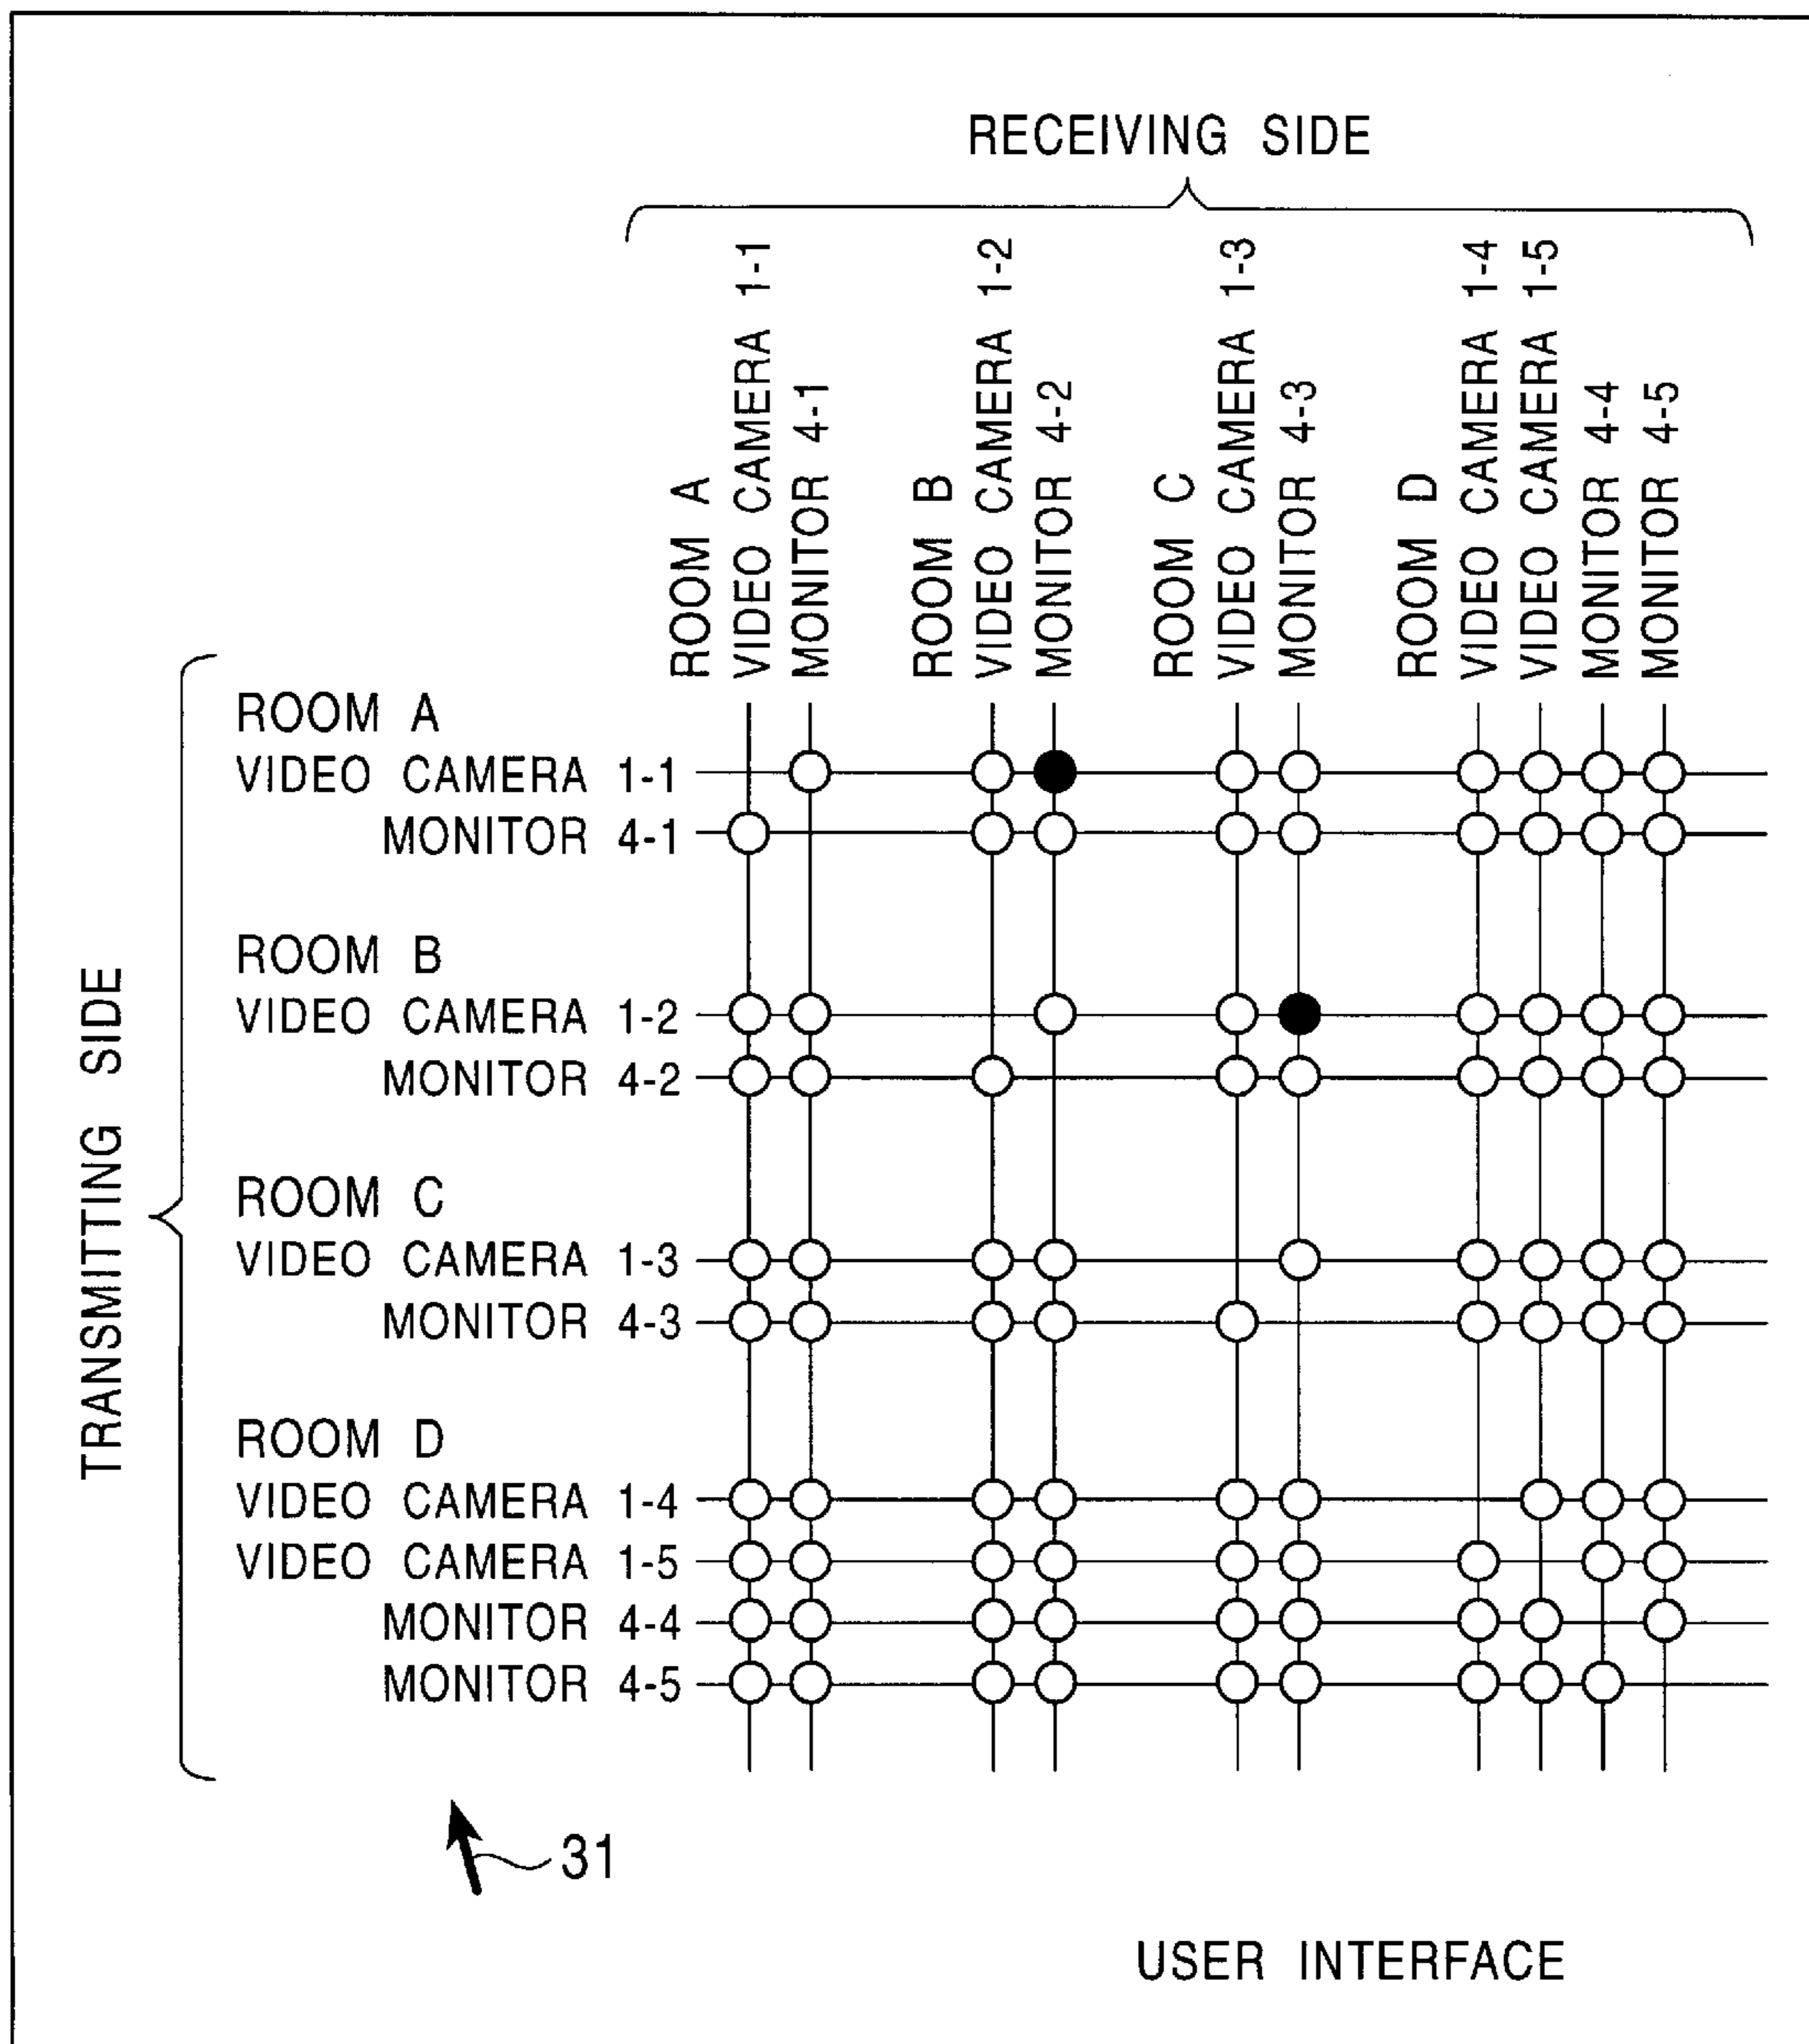 RECEIVING SIDE
ROOM A
VIDEO CAMERA 1-1
MONITOR 4-1
ROOM B
VIDEO CAMERA 1-2
MONITOR 4-2
ROOM C
VIDEO CAMERA 1-3
MONITOR 4-3
ROOM D
VIDEO CAMERA 1-4
VIDEO CAMERA 1-5
MONITOR 4-4
MONITOR 4-5
TRANSMITTING SIDE
ROOM A
VIDEO CAMERA 1-1
MONITOR 4-1
ROOM B
VIDEO CAMERA 1-2
MONITOR 4-2
ROOM C
VIDEO CAMERA 1-3
MONITOR 4-3
ROOM D
VIDEO CAMERA 1-4
VIDEO CAMERA 1-5
MONITOR 4-4
MONITOR 4-5
31
USER INTERFACE